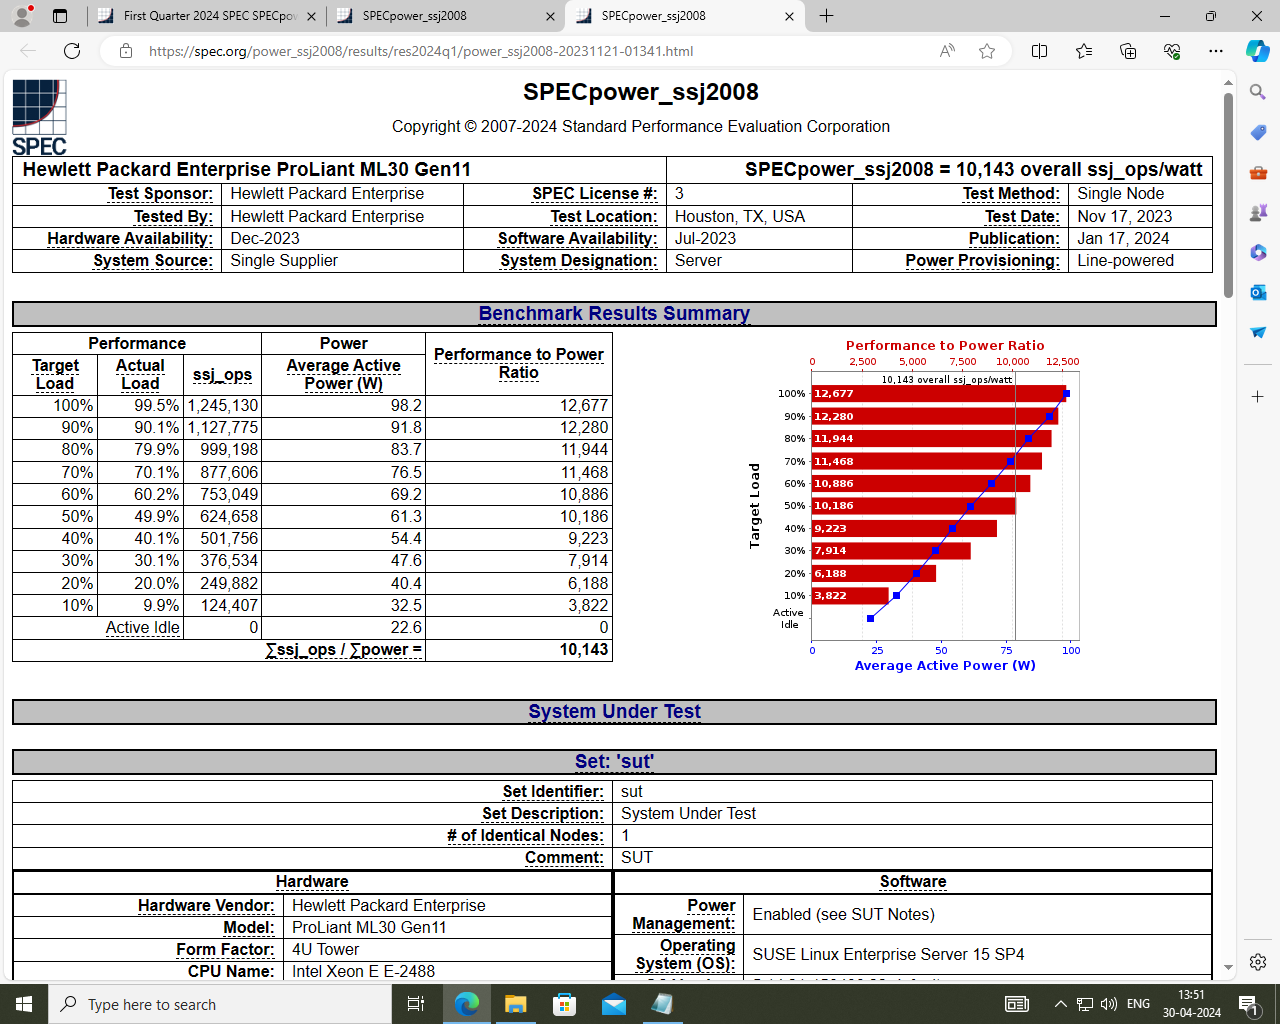 First Quarter 2024 SPEC SPECpow
SPECpower_ssj2008
SPECpower_ssj2008
https://spec.org/power_ssj2008/results/res2024q1/power_ssj2008-20231121-01341.html
SPEC
SPECpower_ssj2008
Copyright © 2007-2024 Standard Performance Evaluation Corporation
Hewlett Packard Enterprise ProLiant ML30 Gen11 SPECpower_ssj2008 = 10,143 overall ssj_ops/watt
Test Sponsor: Hewlett Packard Enterprise SPEC License #: 3 Test Method: Single Node
Tested By: Hewlett Packard Enterprise Test Location: Houston, TX, USA Test Date: Nov 17, 2023
Hardware Availability: Dec-2023 Software Availability: Jul-2023 Publication: Jan 17, 2024
System Source: Single Supplier System Designation: Server Power Provisioning: Line-powered
Benchmark Results Summary
Performance Power Performance to Power Ratio
Target Load Actual Load ssj_ops Average Active Power (W)
100% 99.5% 1,245,130 98.2 12,677
90% 90.1% 1,127,775 91.8 12,280
80% 79.9% 999,198 83.7 11,944
70% 70.1% 877,606 76.5 11,468
60% 60.2% 753,049 69.2 10,886
50% 49.9% 624,658 61.3 10,186
40% 40.1% 501,756 54.4 9,223
30% 30.1% 376,534 47.6 7,914
20% 20.0% 249,882 40.4 6,188
10% 9.9% 124,407 32.5 3,822
Active Idle 0 22.6 0
∑ssj_ops / ∑power = 10,143
Performance to Power Ratio
0 2,500 5,000 7,500 10,000 12,500
10,143 overall ssj_ops/watt
100% 12,677
90% 12,280
80% 11,944
70% 11,468
60% 10,886
50% 10,186
40% 9,223
30% 7,914
20% 6,188
10% 3,822
Active Idle
Target Load
0 25 50 75 100
Average Active Power (W)
System Under Test
Set: 'sut'
Set Identifier: sut
Set Description: System Under Test
# of Identical Nodes: 1
Comment: SUT
Hardware
Hardware Vendor: Hewlett Packard Enterprise
Model: ProLiant ML30 Gen11
Form Factor: 4U Tower
CPU Name: Intel Xeon E E-2488
Software
Power Management: Enabled (see SUT Notes)
Operating System (OS): SUSE Linux Enterprise Server 15 SP4
Type here to search
ENG
13:51
30-04-2024
1